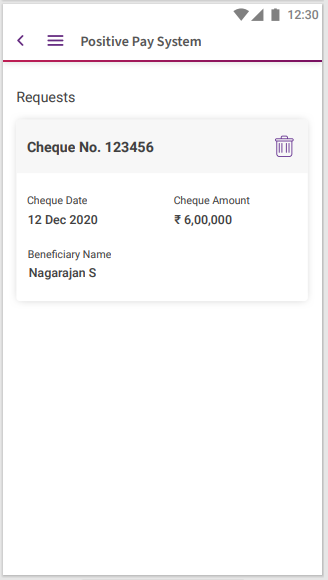 12:30
Positive Pay System
Requests
Cheque No. 123456
Cheque Date Cheque Amount
12 Dec 2020 ₹ 6,00,000
Beneficiary Name
Nagarajan S